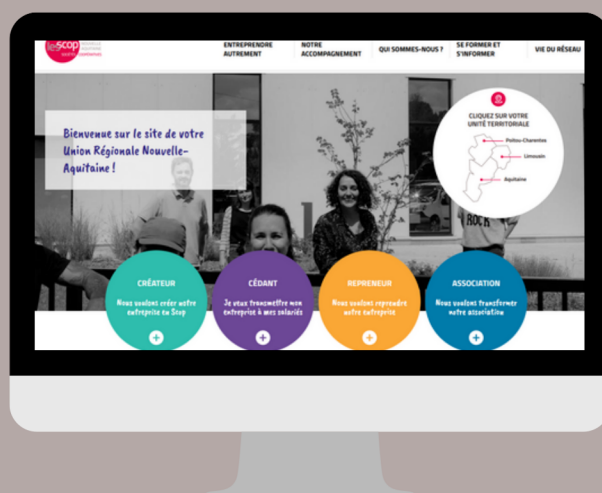 les scop
ENTREPRENDRE
AUTREMENT
NOTRE
ACCOMPAGNEMENT
QUI SOMMES-NOUS ?
SE FORMER ET
S'INFORMER
VIE DU RÉSEAU
Bienvenue sur le site de votre
Union Régionale Nouvelle-
Aquitaine !
CLIQUEZ SUR VOTRE
UNITÉ TERRITORIALE
Poitou-Charentes
Limousin
Aquitaine
ROCK
CRÉATEUR
Nous voulons créer notre
entreprise en Scop
CÉDANT
Je veux transmettre mon
entreprise à mes salariés
REPRENEUR
Nous voulons reprendre
notre entreprise
ASSOCIATION
Nous voulons transformer
notre association